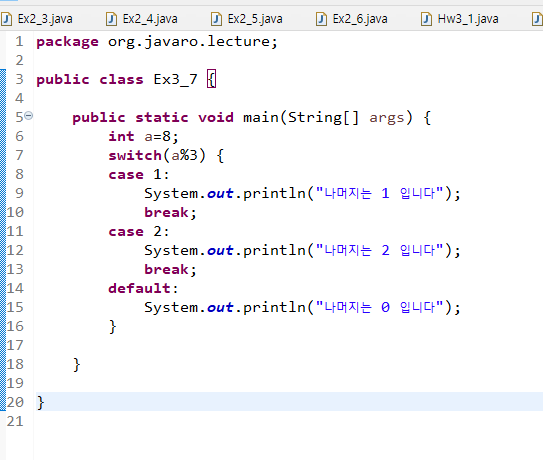 Ex2_3.java Ex2_4.java Ex2_5.java Ex2_6.java Hw3_1.java
1 package org.javaro.lecture;
2
3 public class Ex3_7 {
4
5 public static void main(String[] args) {
6 int a=8;
7 switch(a%3) {
8 case 1:
9 System.out.println("나머지는 1 입니다");
10 break;
11 case 2:
12 System.out.println("나머지는 2 입니다");
13 break;
14 default:
15 System.out.println("나머지는 0 입니다");
16 }
17
18 }
19
20 }
21